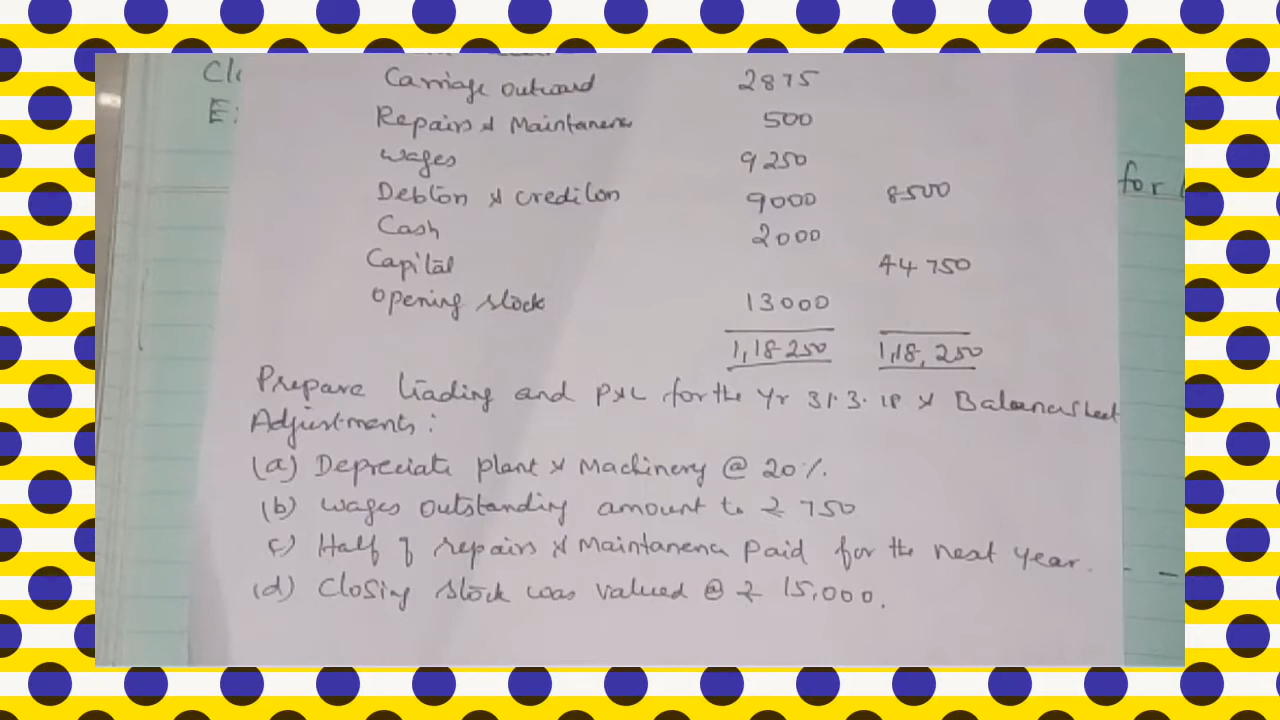 Clo
Carriage outward 2875
E:
Repairs & Maintanence 500
Wages 9250
for
Debtors & creditors 9000 8500
Cash 2000
Capital 44 750
Opening stock 13000
1,18 250 1,18, 250
Prepare trading and P&L for the Yr 31.3.18 & Balancesheet
Adjustments:
(a) Depreciate plant & Machinery @ 20%.
(b) Wages outstanding amount to ₹ 750
c) Half of repairs & Maintanence paid for the next year.
(d) Closing stock was valued @ ₹ 15,000.